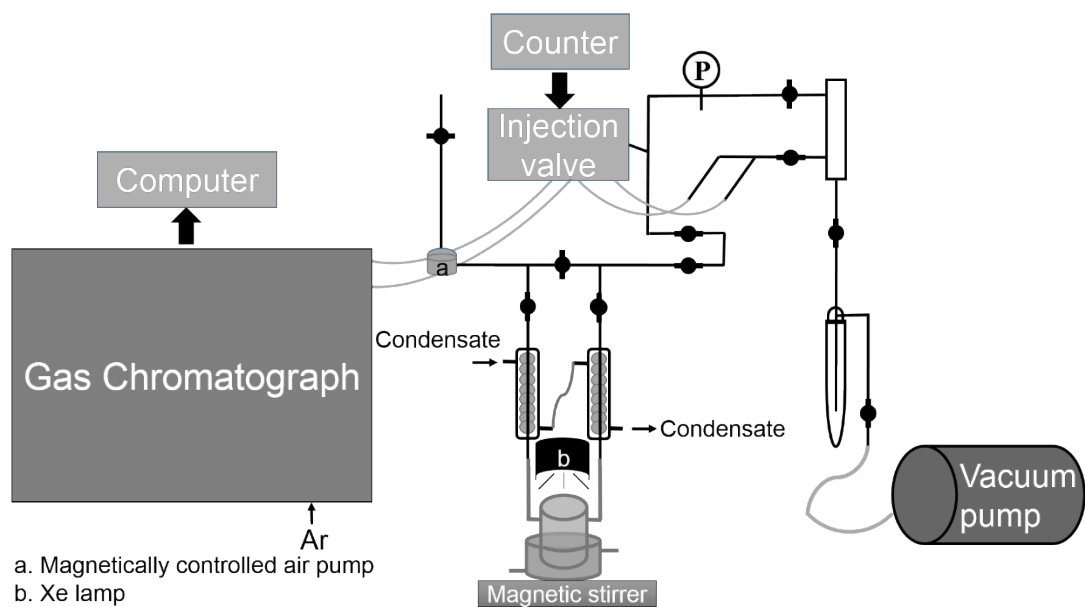 Counter
P
Injection
valve
Computer
a
Gas Chromatograph
Condensate
Condensate
b
Vacuum
pump
Ar
a. Magnetically controlled air pump
b. Xe lamp
Magnetic stirrer